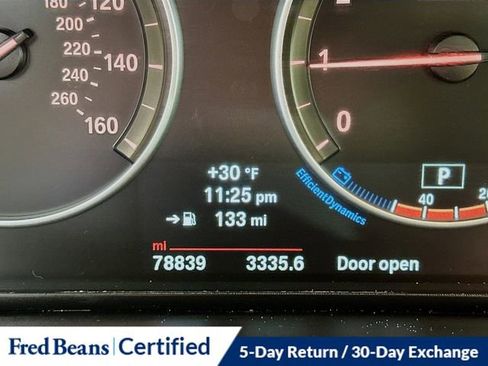 180
120
200
220
140
240
260
160
1
0
+30 °F
11:25 pm
133 mi
EfficientDynamics
P
40
mi
78839 3335.6 Door open
Fred Beans Certified
5-Day Return / 30-Day Exchange